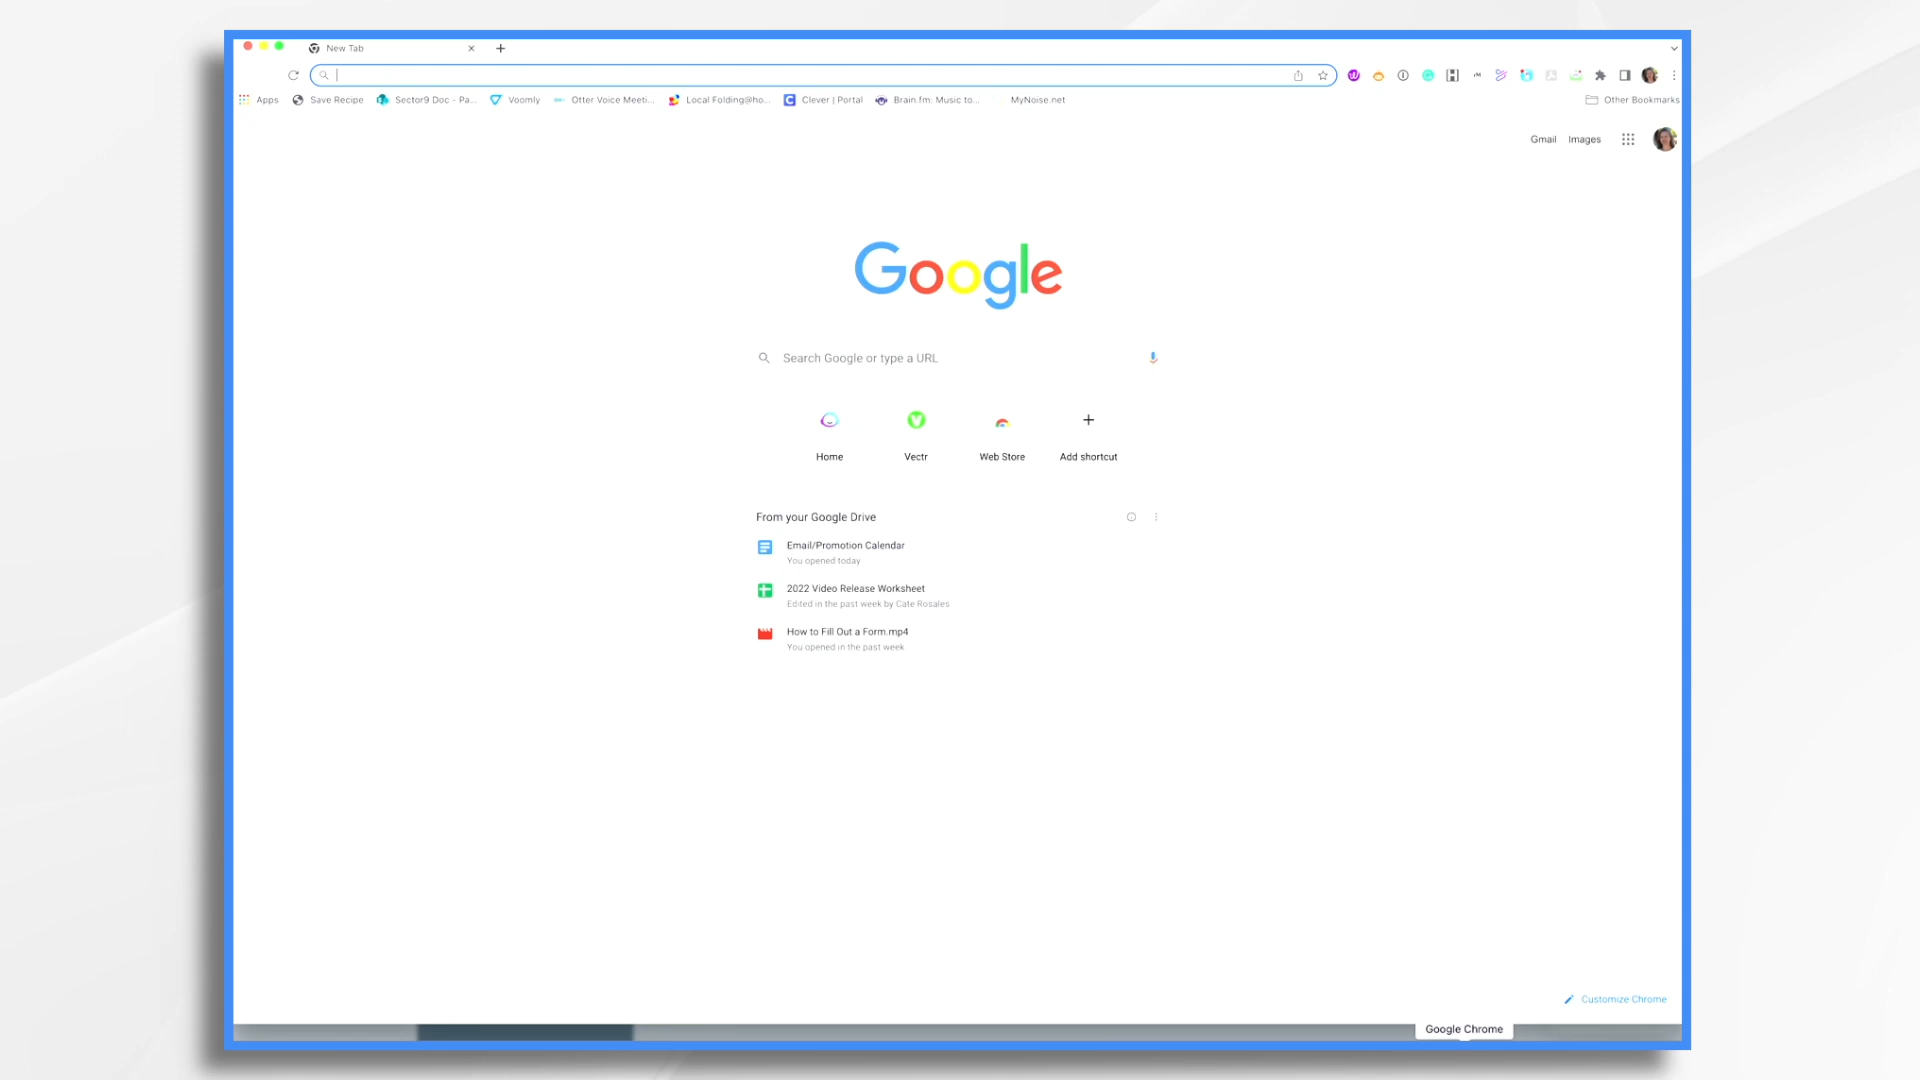 New Tab
Apps Save Recipe Sector9 Doc - Pa... Voomly Otter Voice Meeti... Local Folding@ho... Clever | Portal Brain.fm: Music to... MyNoise.net Other Bookmarks
Gmail Images
Google
Search Google or type a URL
Home Vectr Web Store Add shortcut
From your Google Drive
Email/Promotion Calendar
You opened today
2022 Video Release Worksheet
Edited in the past week by Cate Rosales
How to Fill Out a Form.mp4
You opened in the past week
Customize Chrome
Google Chrome